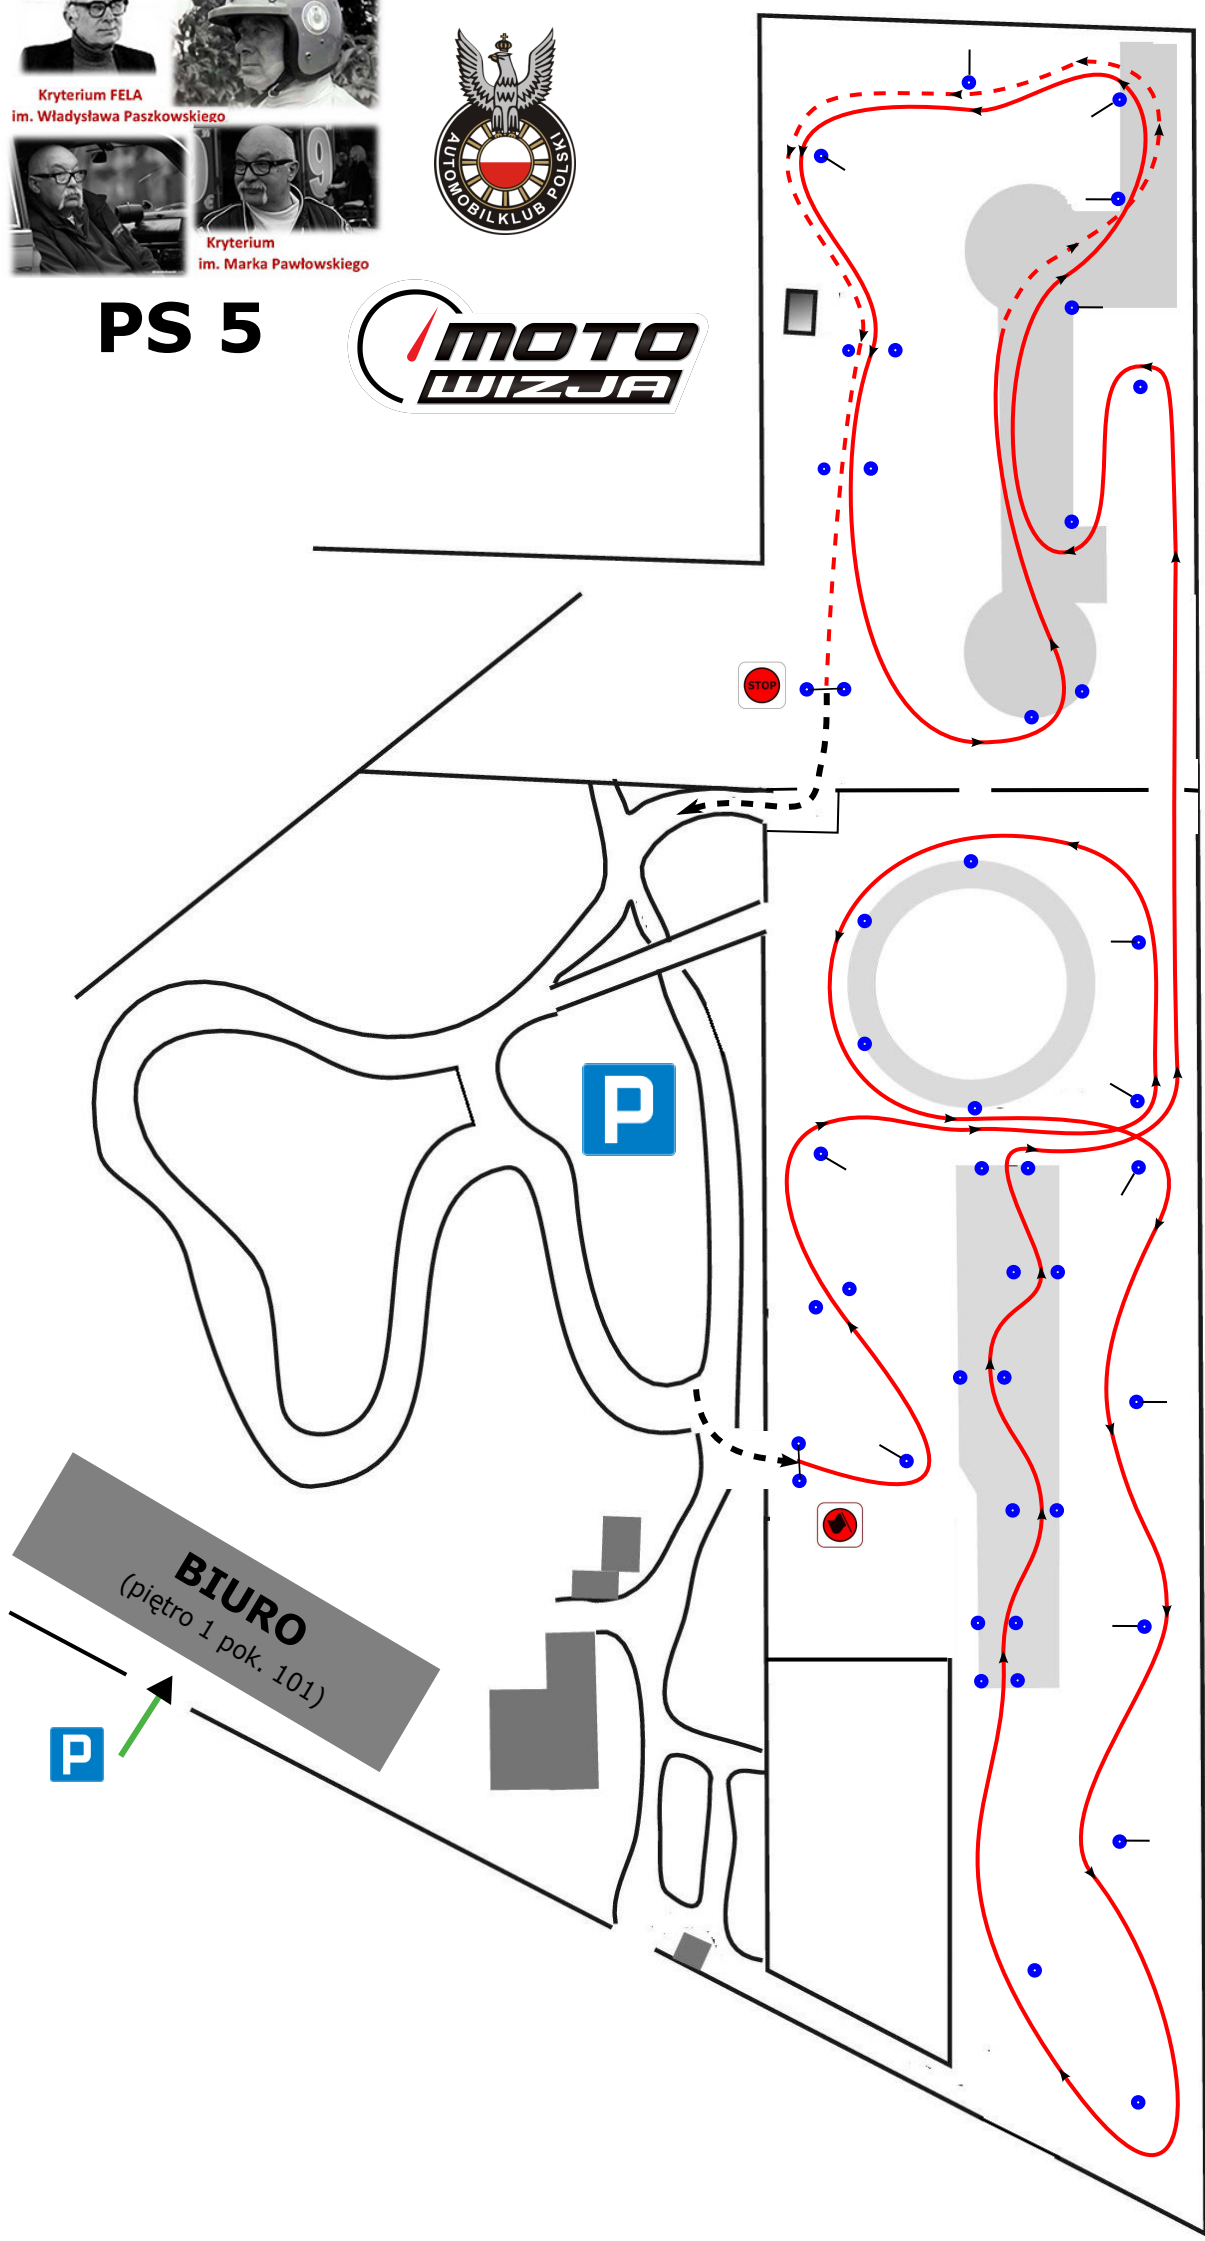 Kryterium FELA
im. Władysława Paszkowskiego
9
Kryterium
im. Marka Pawłowskiego
AUTOMOBILKLUB POLSKI
PS 5
MOTO
WIZJA
STOP
P
BIURO
(piętro 1 pok. 101)
P